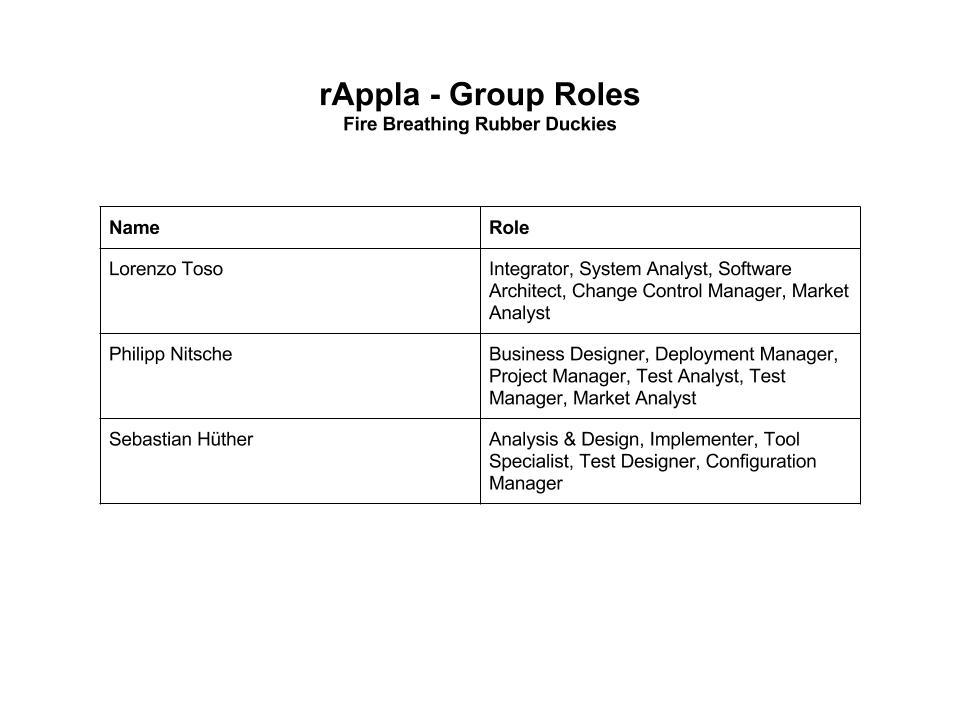 rAppla - Group Roles
Fire Breathing Rubber Duckies
Name
Role
Lorenzo Toso
Integrator, System Analyst, Software
Architect, Change Control Manager, Market
Analyst
Philipp Nitsche
Business Designer, Deployment Manager,
Project Manager, Test Analyst, Test
Manager, Market Analyst
Sebastian Hüther
Analysis & Design, Implementer, Tool
Specialist, Test Designer, Configuration
Manager